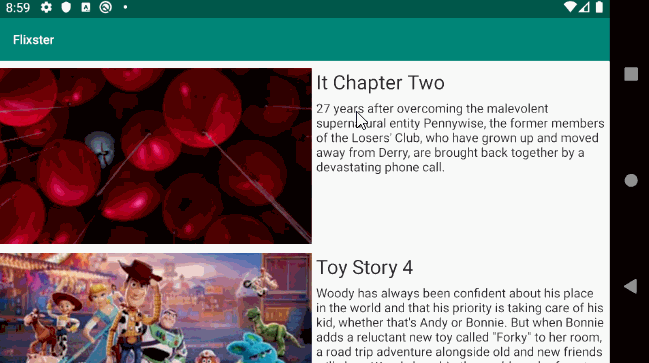 8:59
Flixster
It Chapter Two
27 years after overcoming the malevolent
supernatural entity Pennywise, the former members
of the Losers' Club, who have grown up and moved
away from Derry, are brought back together by a
devastating phone call.
Toy Story 4
Woody has always been confident about his place
in the world and that his priority is taking care of his
kid, whether that's Andy or Bonnie. But when Bonnie
adds a reluctant new toy called "Forky" to her room,
a road trip adventure alongside old and new friends